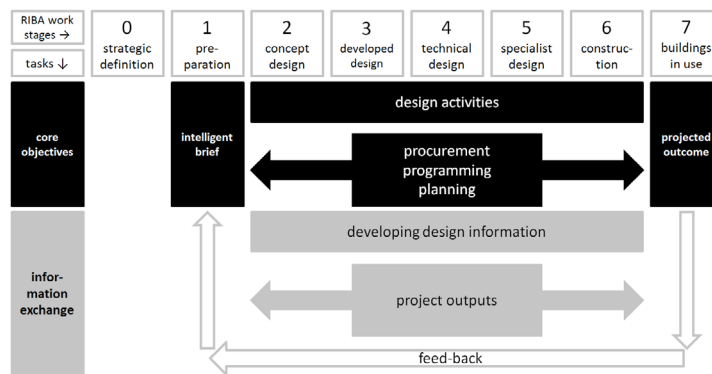 RIBA work
stages →
0
strategic
definition
1
pre-
paration
2
concept
design
3
developed
design
4
technical
design
5
specialist
design
6
construc-
tion
7
buildings
in use
tasks ↓
core
objectives
intelligent
brief
design activities
procurement
programming
planning
projected
outcome
infor-
mation
exchange
developing design information
project outputs
feed-back